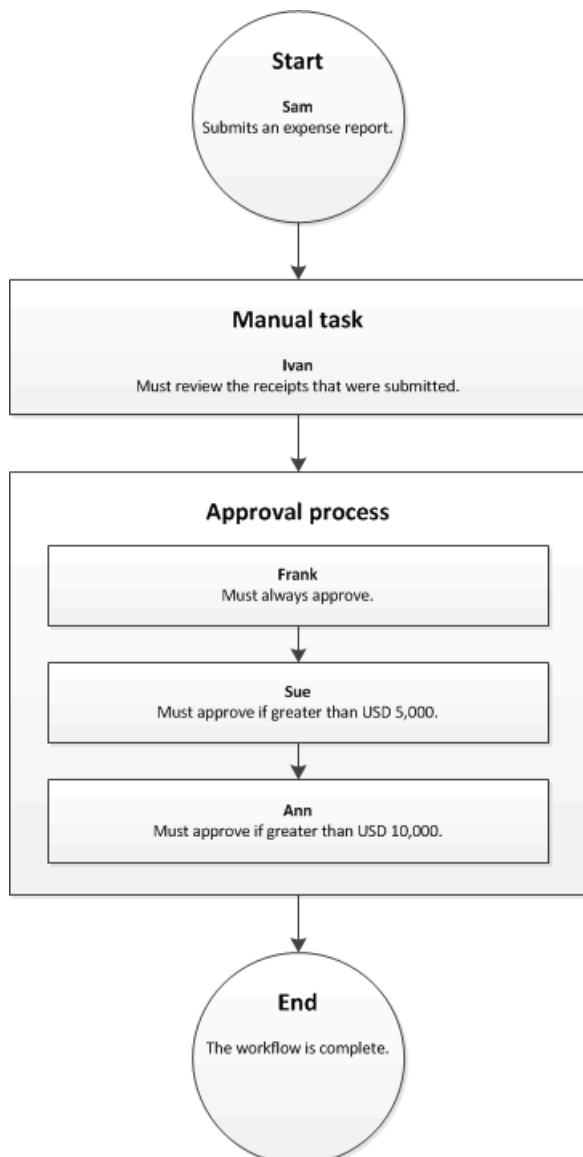 Start
Sam
Submits an expense report.
Manual task
Ivan
Must review the receipts that were submitted.
Approval process
Frank
Must always approve.
Sue
Must approve if greater than USD 5,000.
Ann
Must approve if greater than USD 10,000.
End
The workflow is complete.